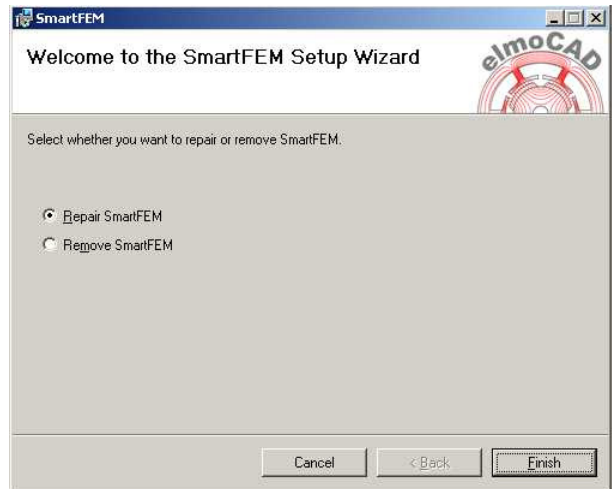 SmartFEM
Welcome to the SmartFEM Setup Wizard
elmoCAD
Select whether you want to repair or remove SmartFEM.
Repair SmartFEM
Remove SmartFEM
Cancel
< Back
Finish